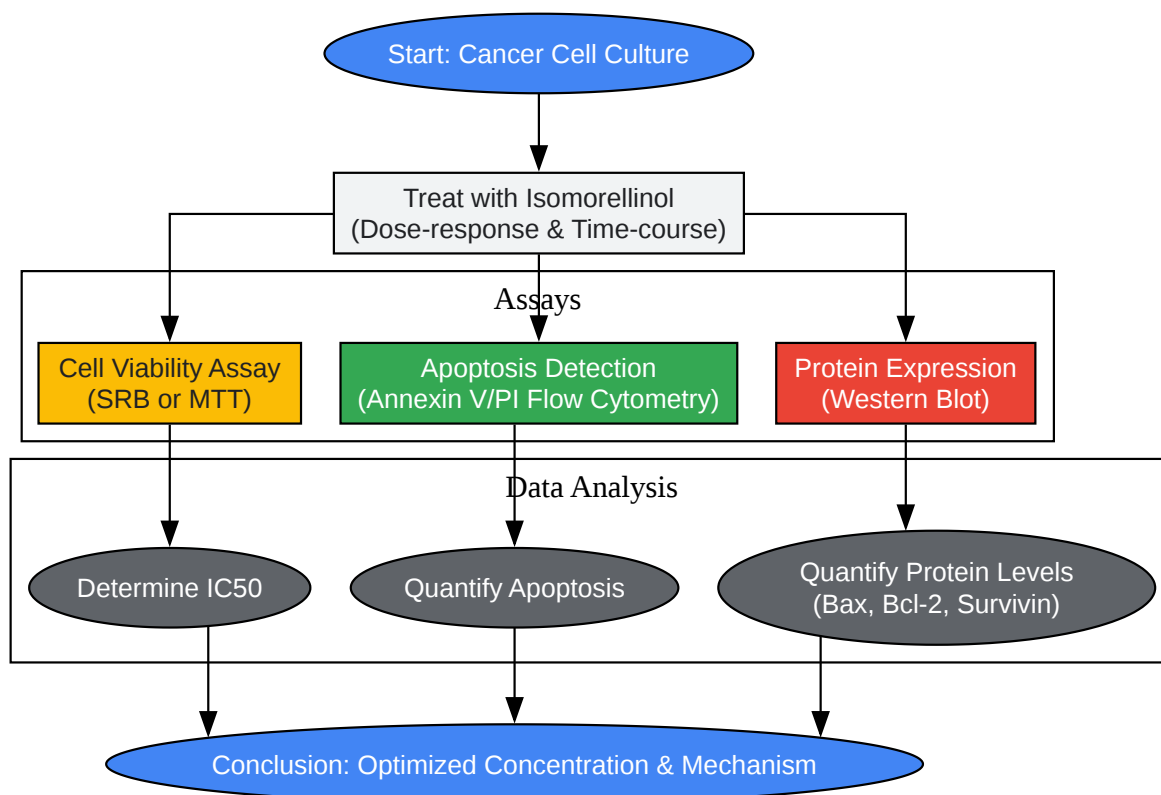 Start: Cancer Cell Culture
Treat with Isomorellinol
(Dose-response & Time-course)
Assays
Cell Viability Assay
(SRB or MTT)
Apoptosis Detection
(Annexin V/PI Flow Cytometry)
Protein Expression
(Western Blot)
Data Analysis
Determine IC50
Quantify Apoptosis
Quantify Protein Levels
(Bax, Bcl-2, Survivin)
Conclusion: Optimized Concentration & Mechanism